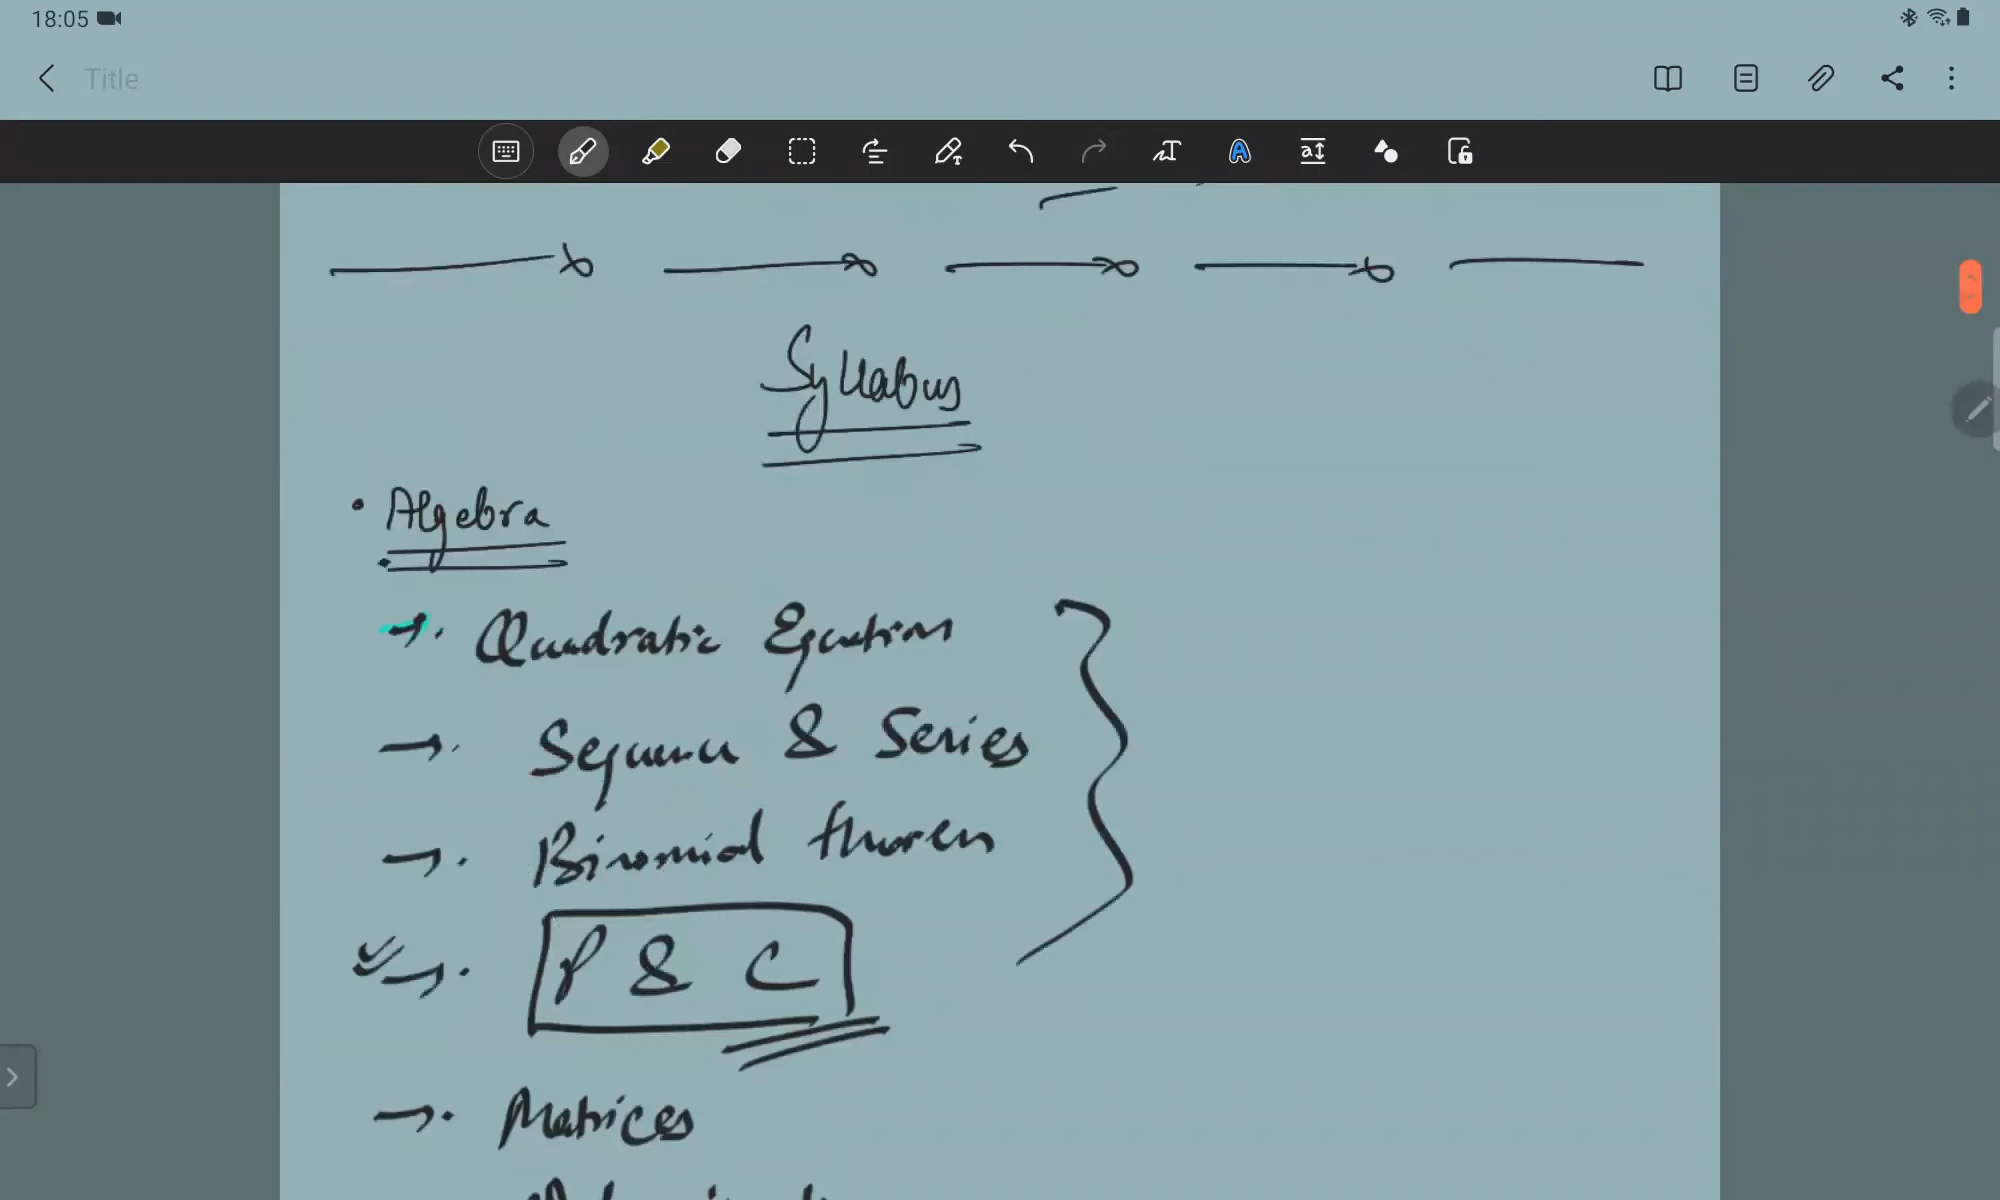 18:05
Title
Syllabus
• Algebra
→. Quadratic Equations
→. Sequence & Series
→. Binomial theorem
→. P & C
→. Matrices